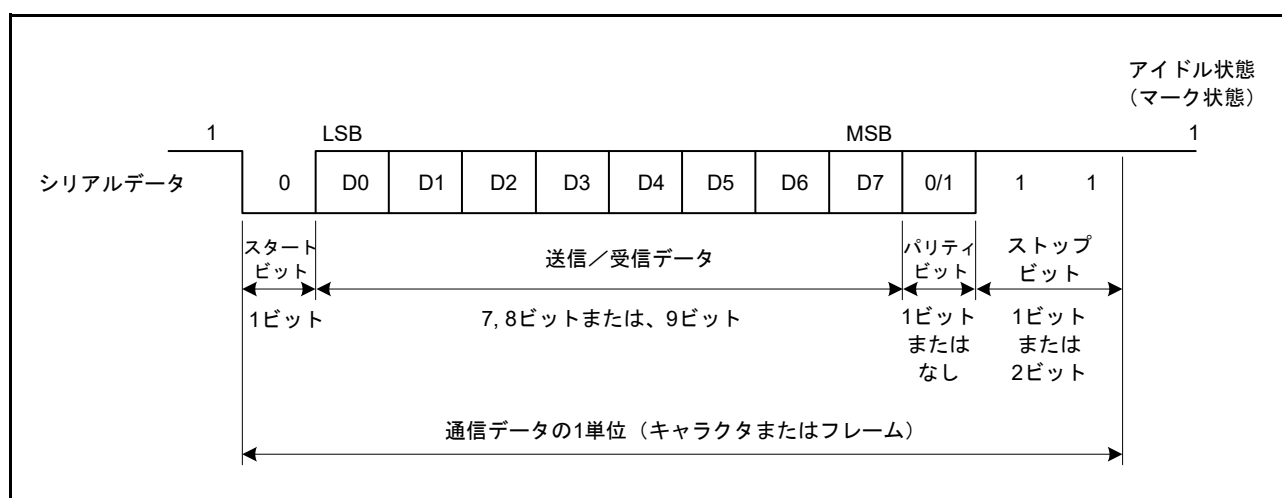 アイドル状態
（マーク状態）
1 LSB MSB 1
シリアルデータ 0 D0 D1 D2 D3 D4 D5 D6 D7 0/1 1 1
スタート
ビット
送信／受信データ
パリティ
ビット
ストップ
ビット
1ビット
7, 8ビットまたは、9ビット
1ビット
または
なし
1ビット
または
2ビット
通信データの1単位（キャラクタまたはフレーム）